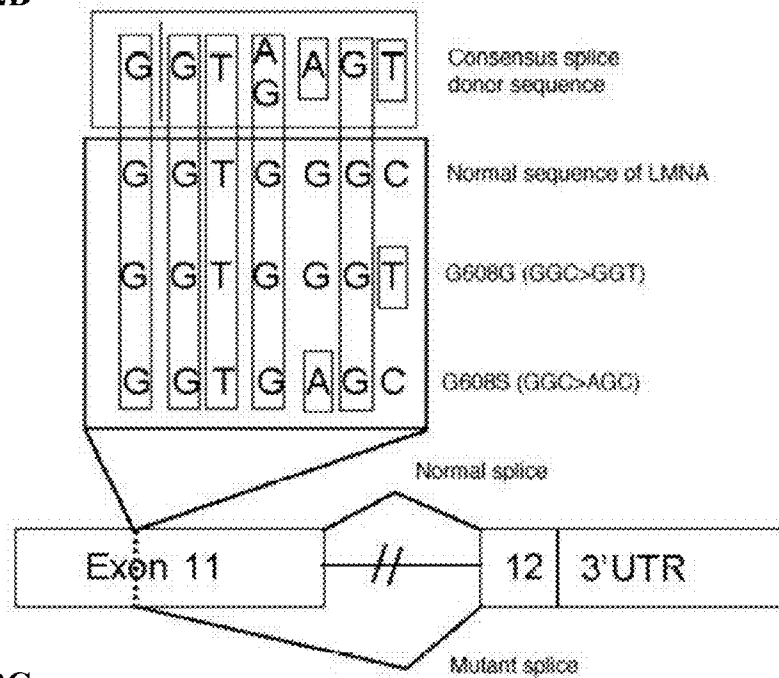 G G T A A G T
G
Consensus splice
donor sequence
G G T G G G C
Normal sequence of LMNA
G G T G G G T
G608G (GGC>GGT)
G G T G A G C
G608S (GGC>AGC)
Normal splice
Exon 11
12
3'UTR
Mutant splice